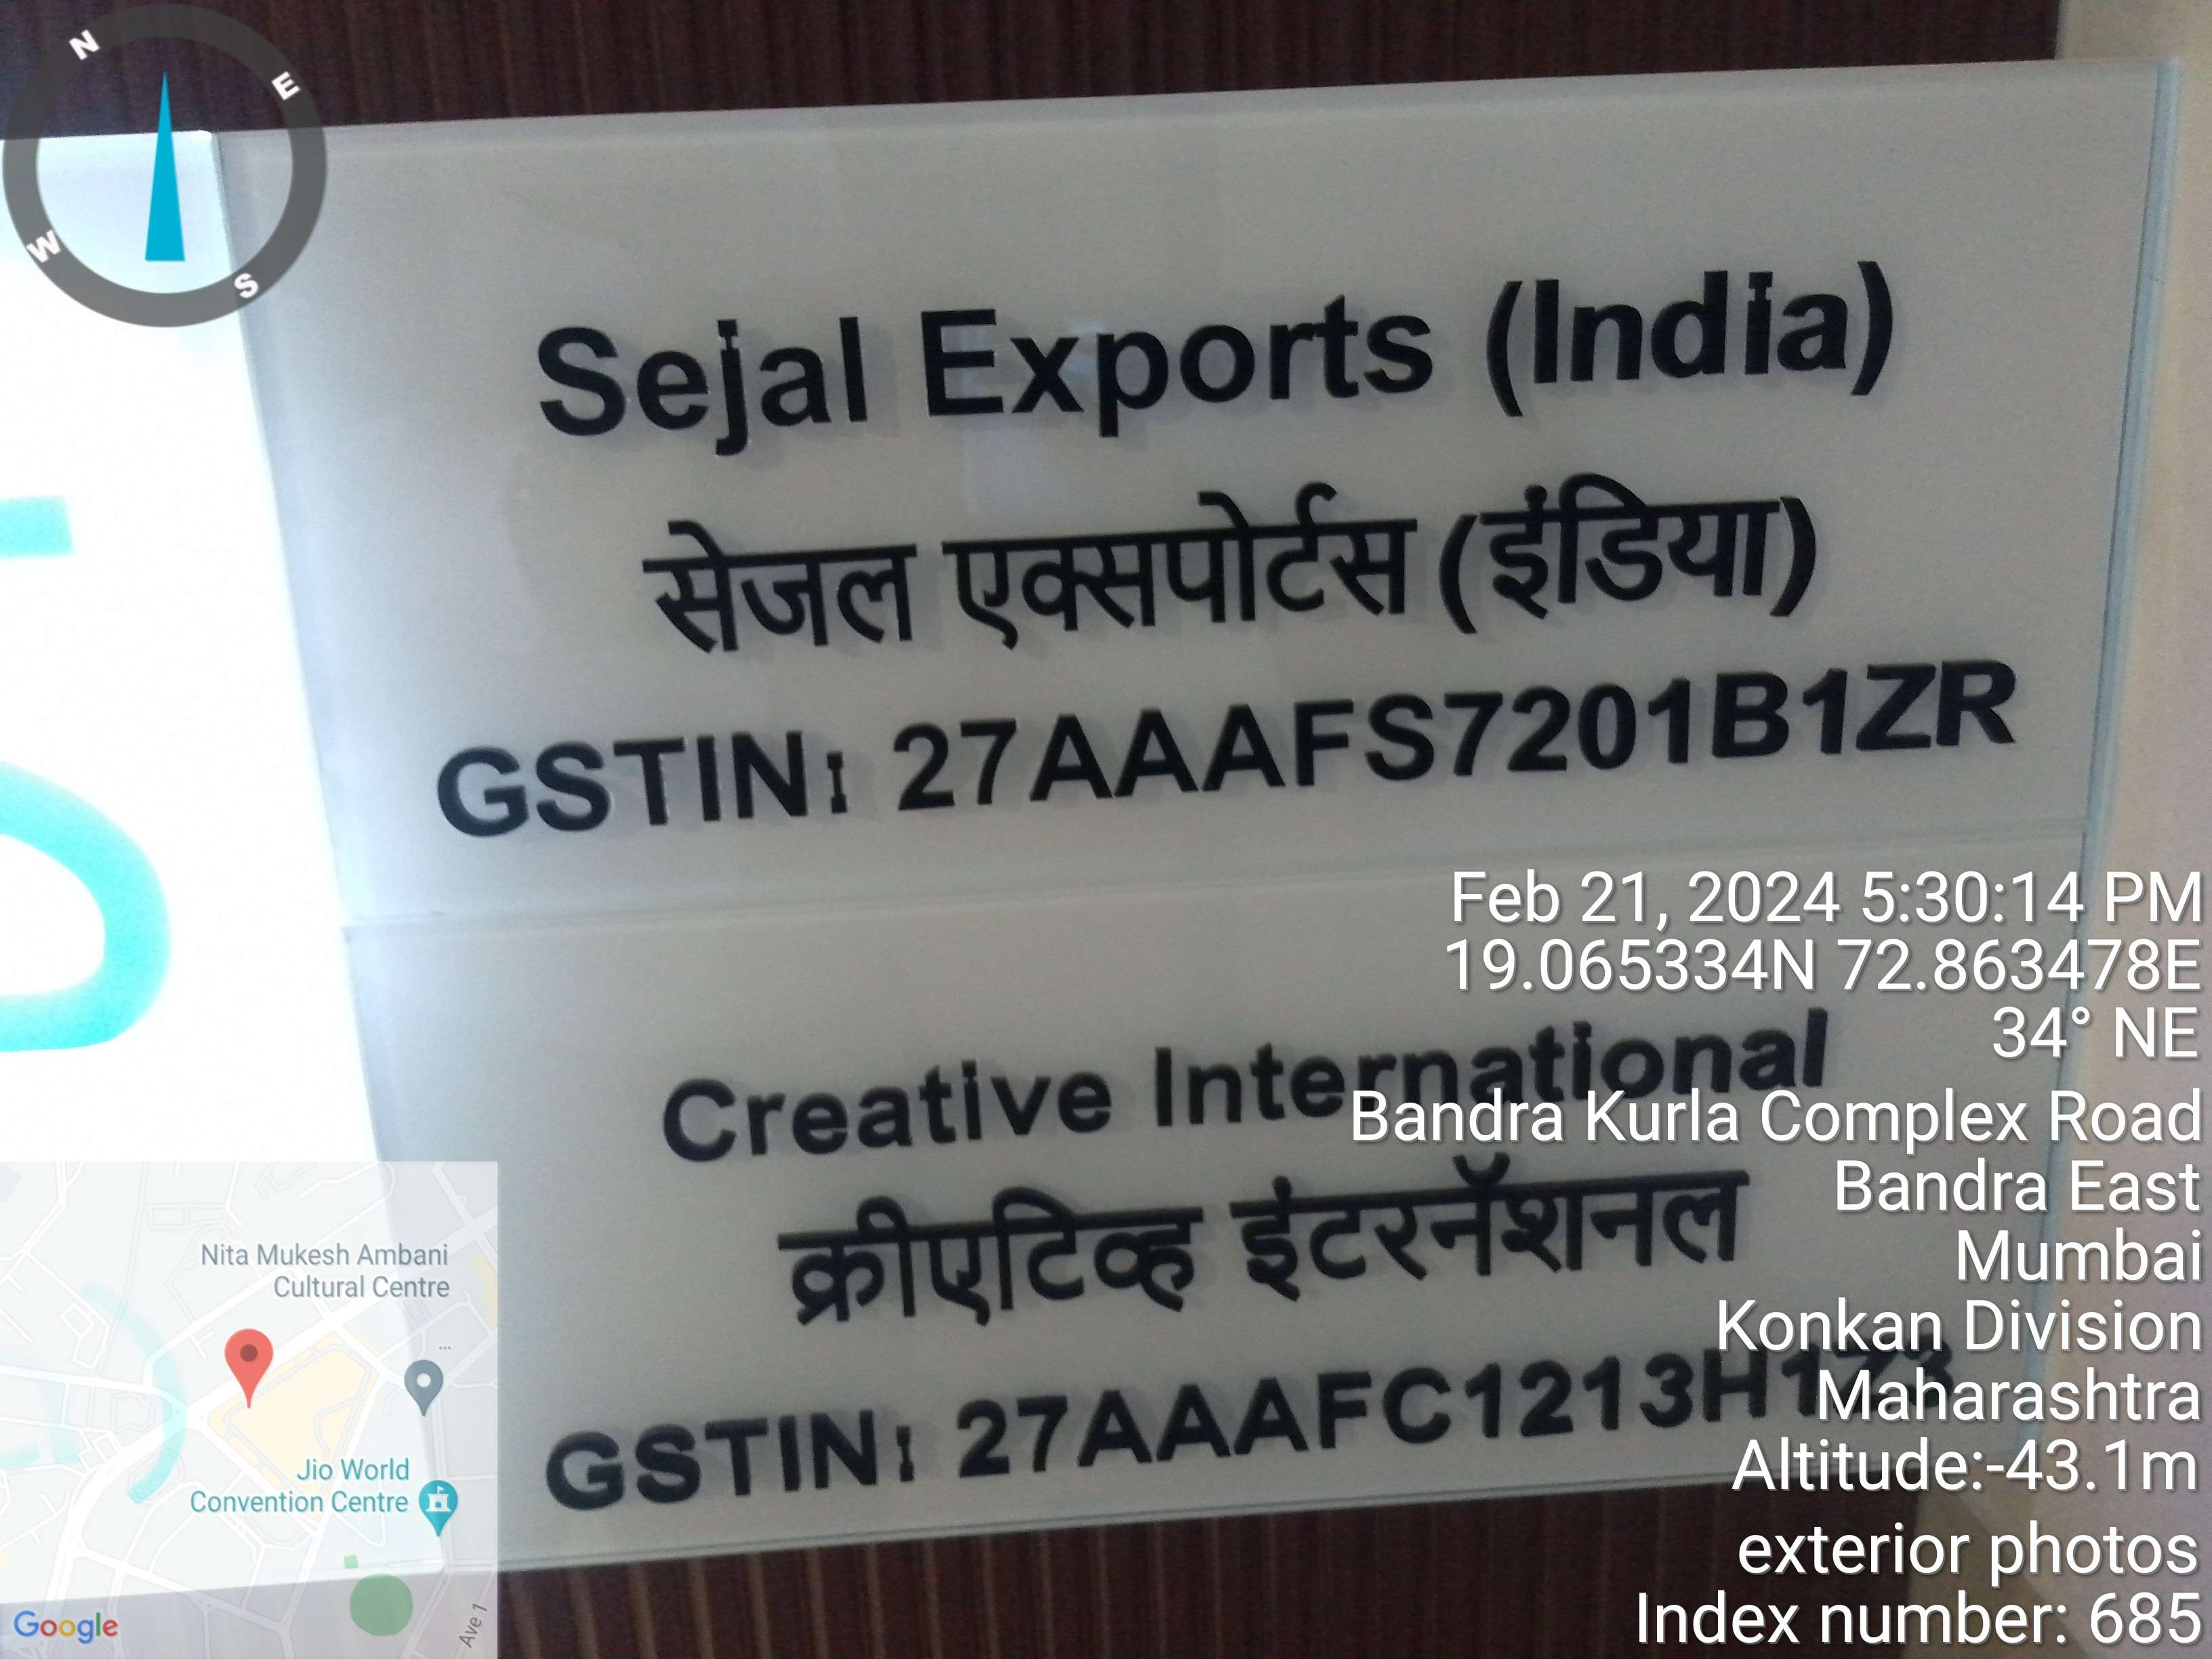 N
E
W
S
Sejal Exports (India)
सेजल एक्सपोर्टस (इंडिया)
GSTIN: 27AAAFS7201B1ZR
Creative International
क्रीएटिव्ह इंटरनॅशनल
GSTIN:
Feb 21, 2024 5:30:14 PM
19.065334N 72.863478E
34° NE
Bandra Kurla Complex Road
Bandra East
Mumbai
Konkan Division
Maharashtra
Altitude:-43.1m
exterior photos
Index number: 685
Nita Mukesh Ambani
Cultural Centre
...
Jio World
Convention Centre
Ave 1
Google